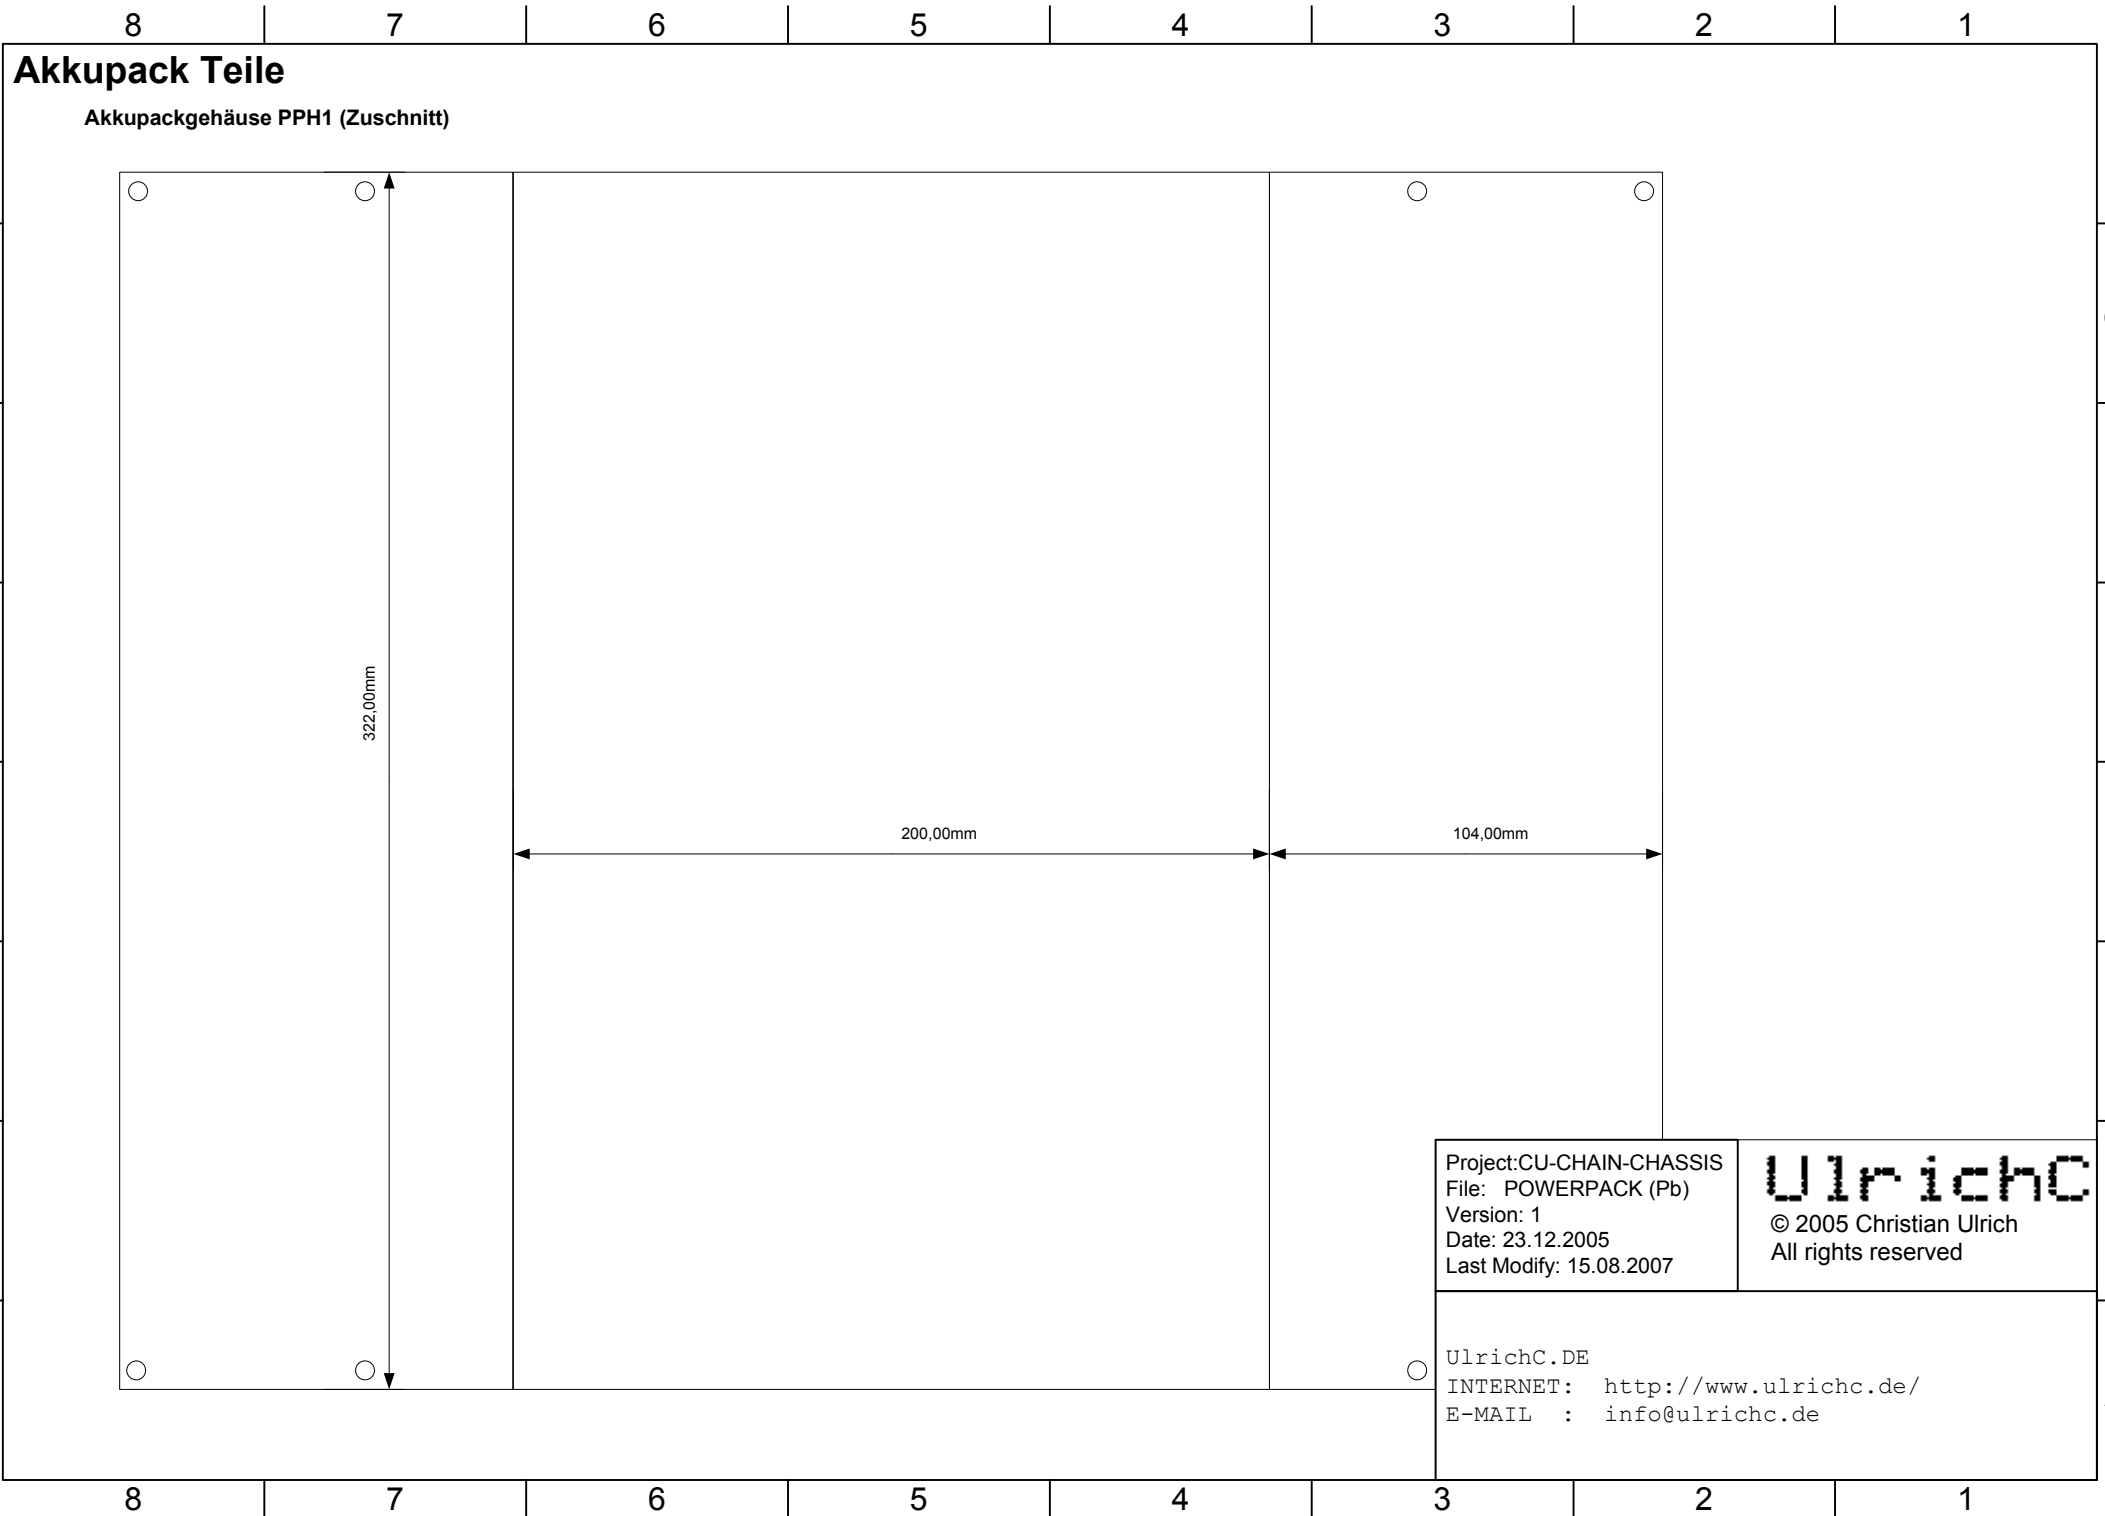 8 7 6 5 4 3 2 1
Akkupack Teile
Akkupackgehäuse PPH1 (Zuschnitt)
322,00mm
200,00mm
104,00mm
Project:CU-CHAIN-CHASSIS
File: POWERPACK (Pb)
Version: 1
Date: 23.12.2005
Last Modify: 15.08.2007
UlrichC
© 2005 Christian Ulrich
All rights reserved
UlrichC.DE
INTERNET: http://www.ulrichc.de/
E-MAIL : info@ulrichc.de
8 7 6 5 4 3 2 1